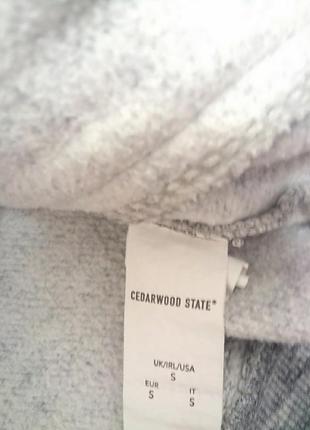 CEDARWOOD STATE®
UK/IRL/USA
S
EUR IT
S S